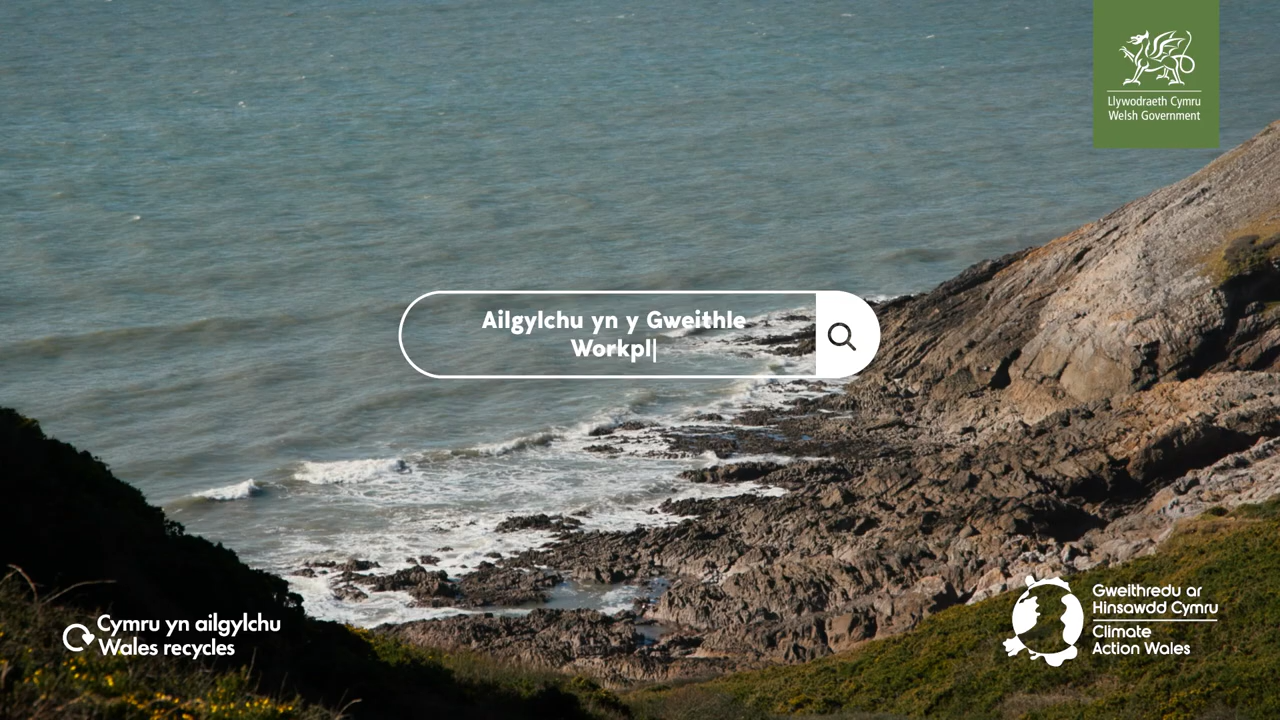 Llywodraeth Cymru
Welsh Government
Ailgylchu yn y Gweithle
Workpl
Cymru yn ailgylchu
Wales recycles
Gweithredu ar
Hinsawdd Cymru
Climate
Action Wales